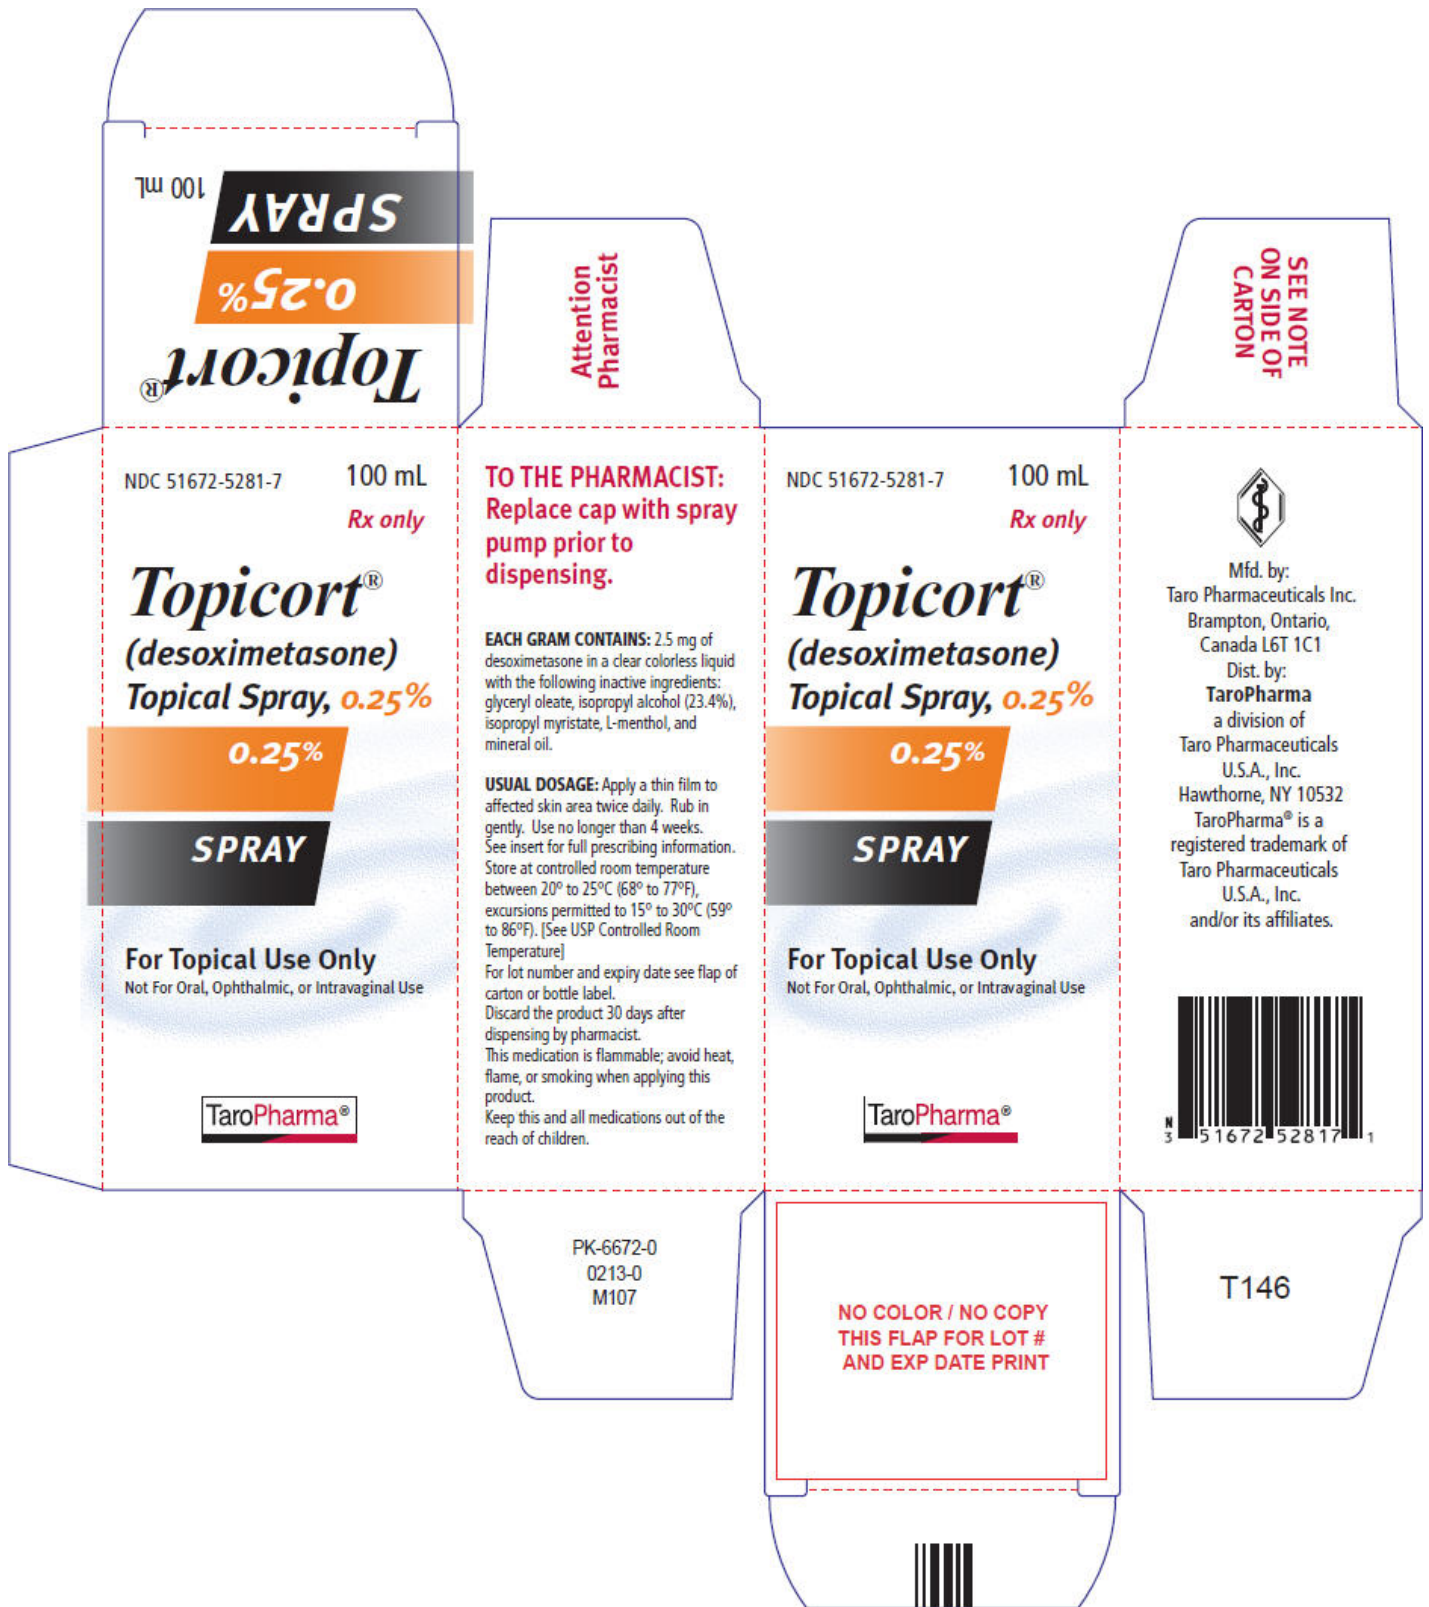 Topicort®
0.25%
SPRAY
100 mL
Attention
Pharmacist
SEE NOTE
ON SIDE OF
CARTON
NDC 51672-5281-7
100 mL
Rx only
Topicort®
(desoximetasone)
Topical Spray, 0.25%
0.25%
SPRAY
For Topical Use Only
Not For Oral, Ophthalmic, or Intravaginal Use
TaroPharma®
TO THE PHARMACIST:
Replace cap with spray
pump prior to
dispensing.
EACH GRAM CONTAINS: 2.5 mg of
desoximetasone in a clear colorless liquid
with the following inactive ingredients:
glyceryl oleate, isopropyl alcohol (23.4%),
isopropyl myristate, L-menthol, and
mineral oil.
USUAL DOSAGE: Apply a thin film to
affected skin area twice daily. Rub in
gently. Use no longer than 4 weeks.
See insert for full prescribing information.
Store at controlled room temperature
between 20º to 25ºC (68º to 77ºF),
excursions permitted to 15º to 30ºC (59º
to 86ºF). [See USP Controlled Room
Temperature]
For lot number and expiry date see flap of
carton or bottle label.
Discard the product 30 days after
dispensing by pharmacist.
This medication is flammable; avoid heat,
flame, or smoking when applying this
product.
Keep this and all medications out of the
reach of children.
NDC 51672-5281-7
100 mL
Rx only
Topicort®
(desoximetasone)
Topical Spray, 0.25%
0.25%
SPRAY
For Topical Use Only
Not For Oral, Ophthalmic, or Intravaginal Use
TaroPharma®
Mfd. by:
Taro Pharmaceuticals Inc.
Brampton, Ontario,
Canada L6T 1C1
Dist. by:
TaroPharma
a division of
Taro Pharmaceuticals
U.S.A., Inc.
Hawthorne, NY 10532
TaroPharma® is a
registered trademark of
Taro Pharmaceuticals
U.S.A., Inc.
and/or its affiliates.
N
3 51672 52817 1
PK-6672-0
0213-0
M107
NO COLOR / NO COPY
THIS FLAP FOR LOT #
AND EXP DATE PRINT
T146